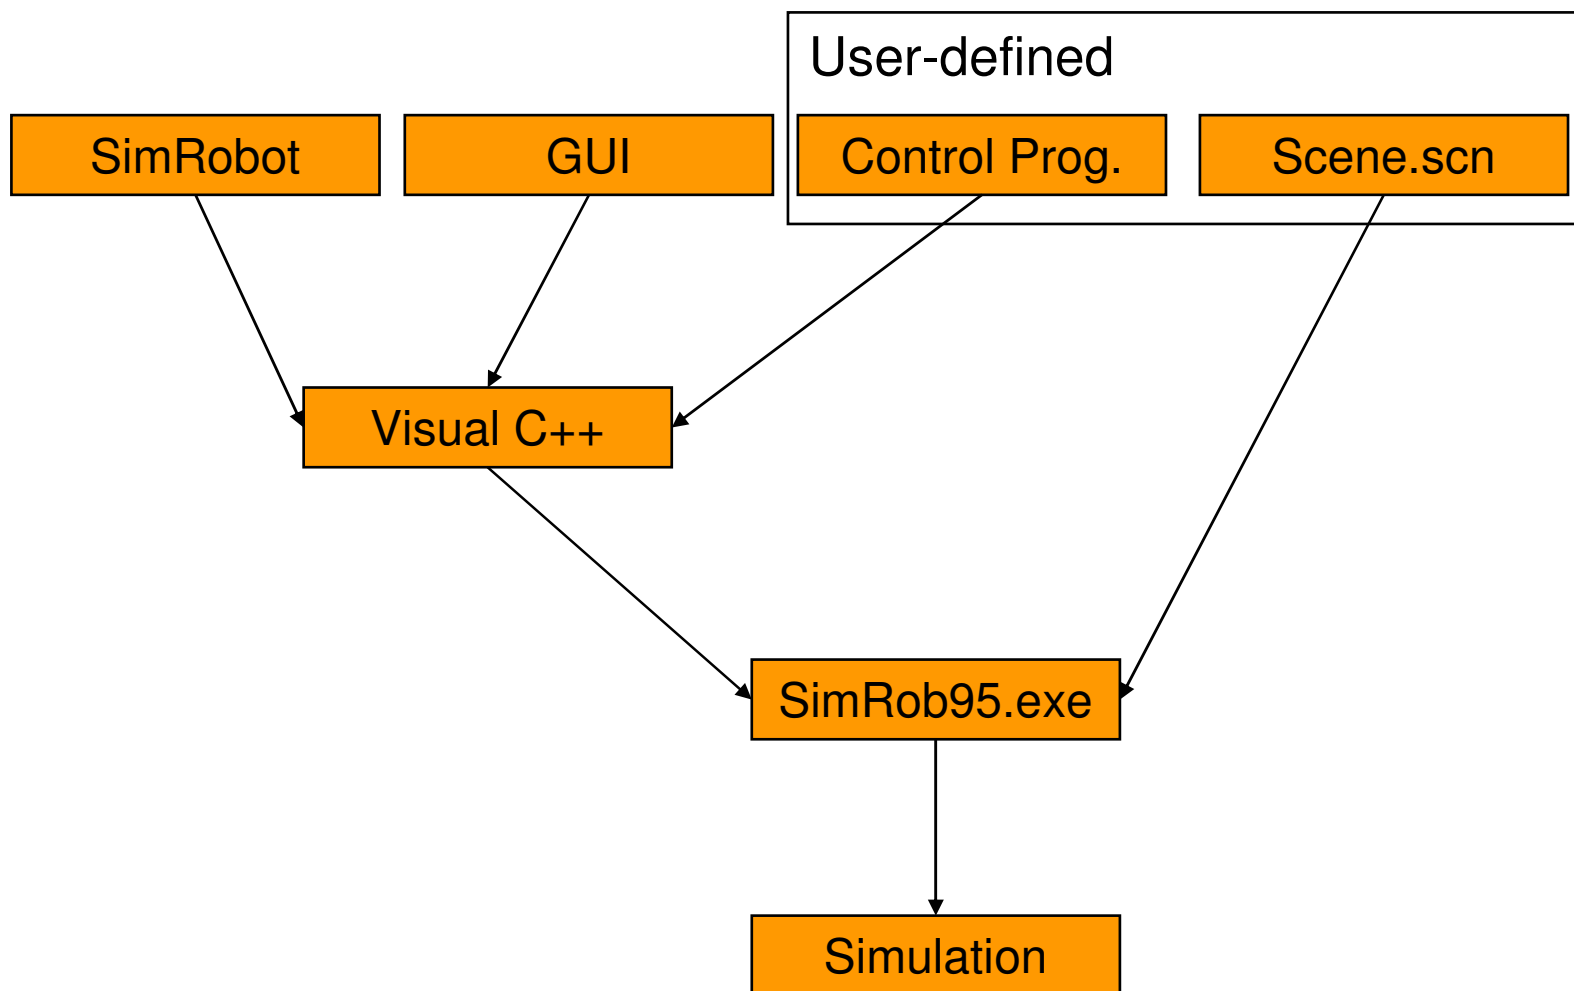 User-defined
SimRobot
GUI
Control Prog.
Scene.scn
Visual C++
SimRob95.exe
Simulation